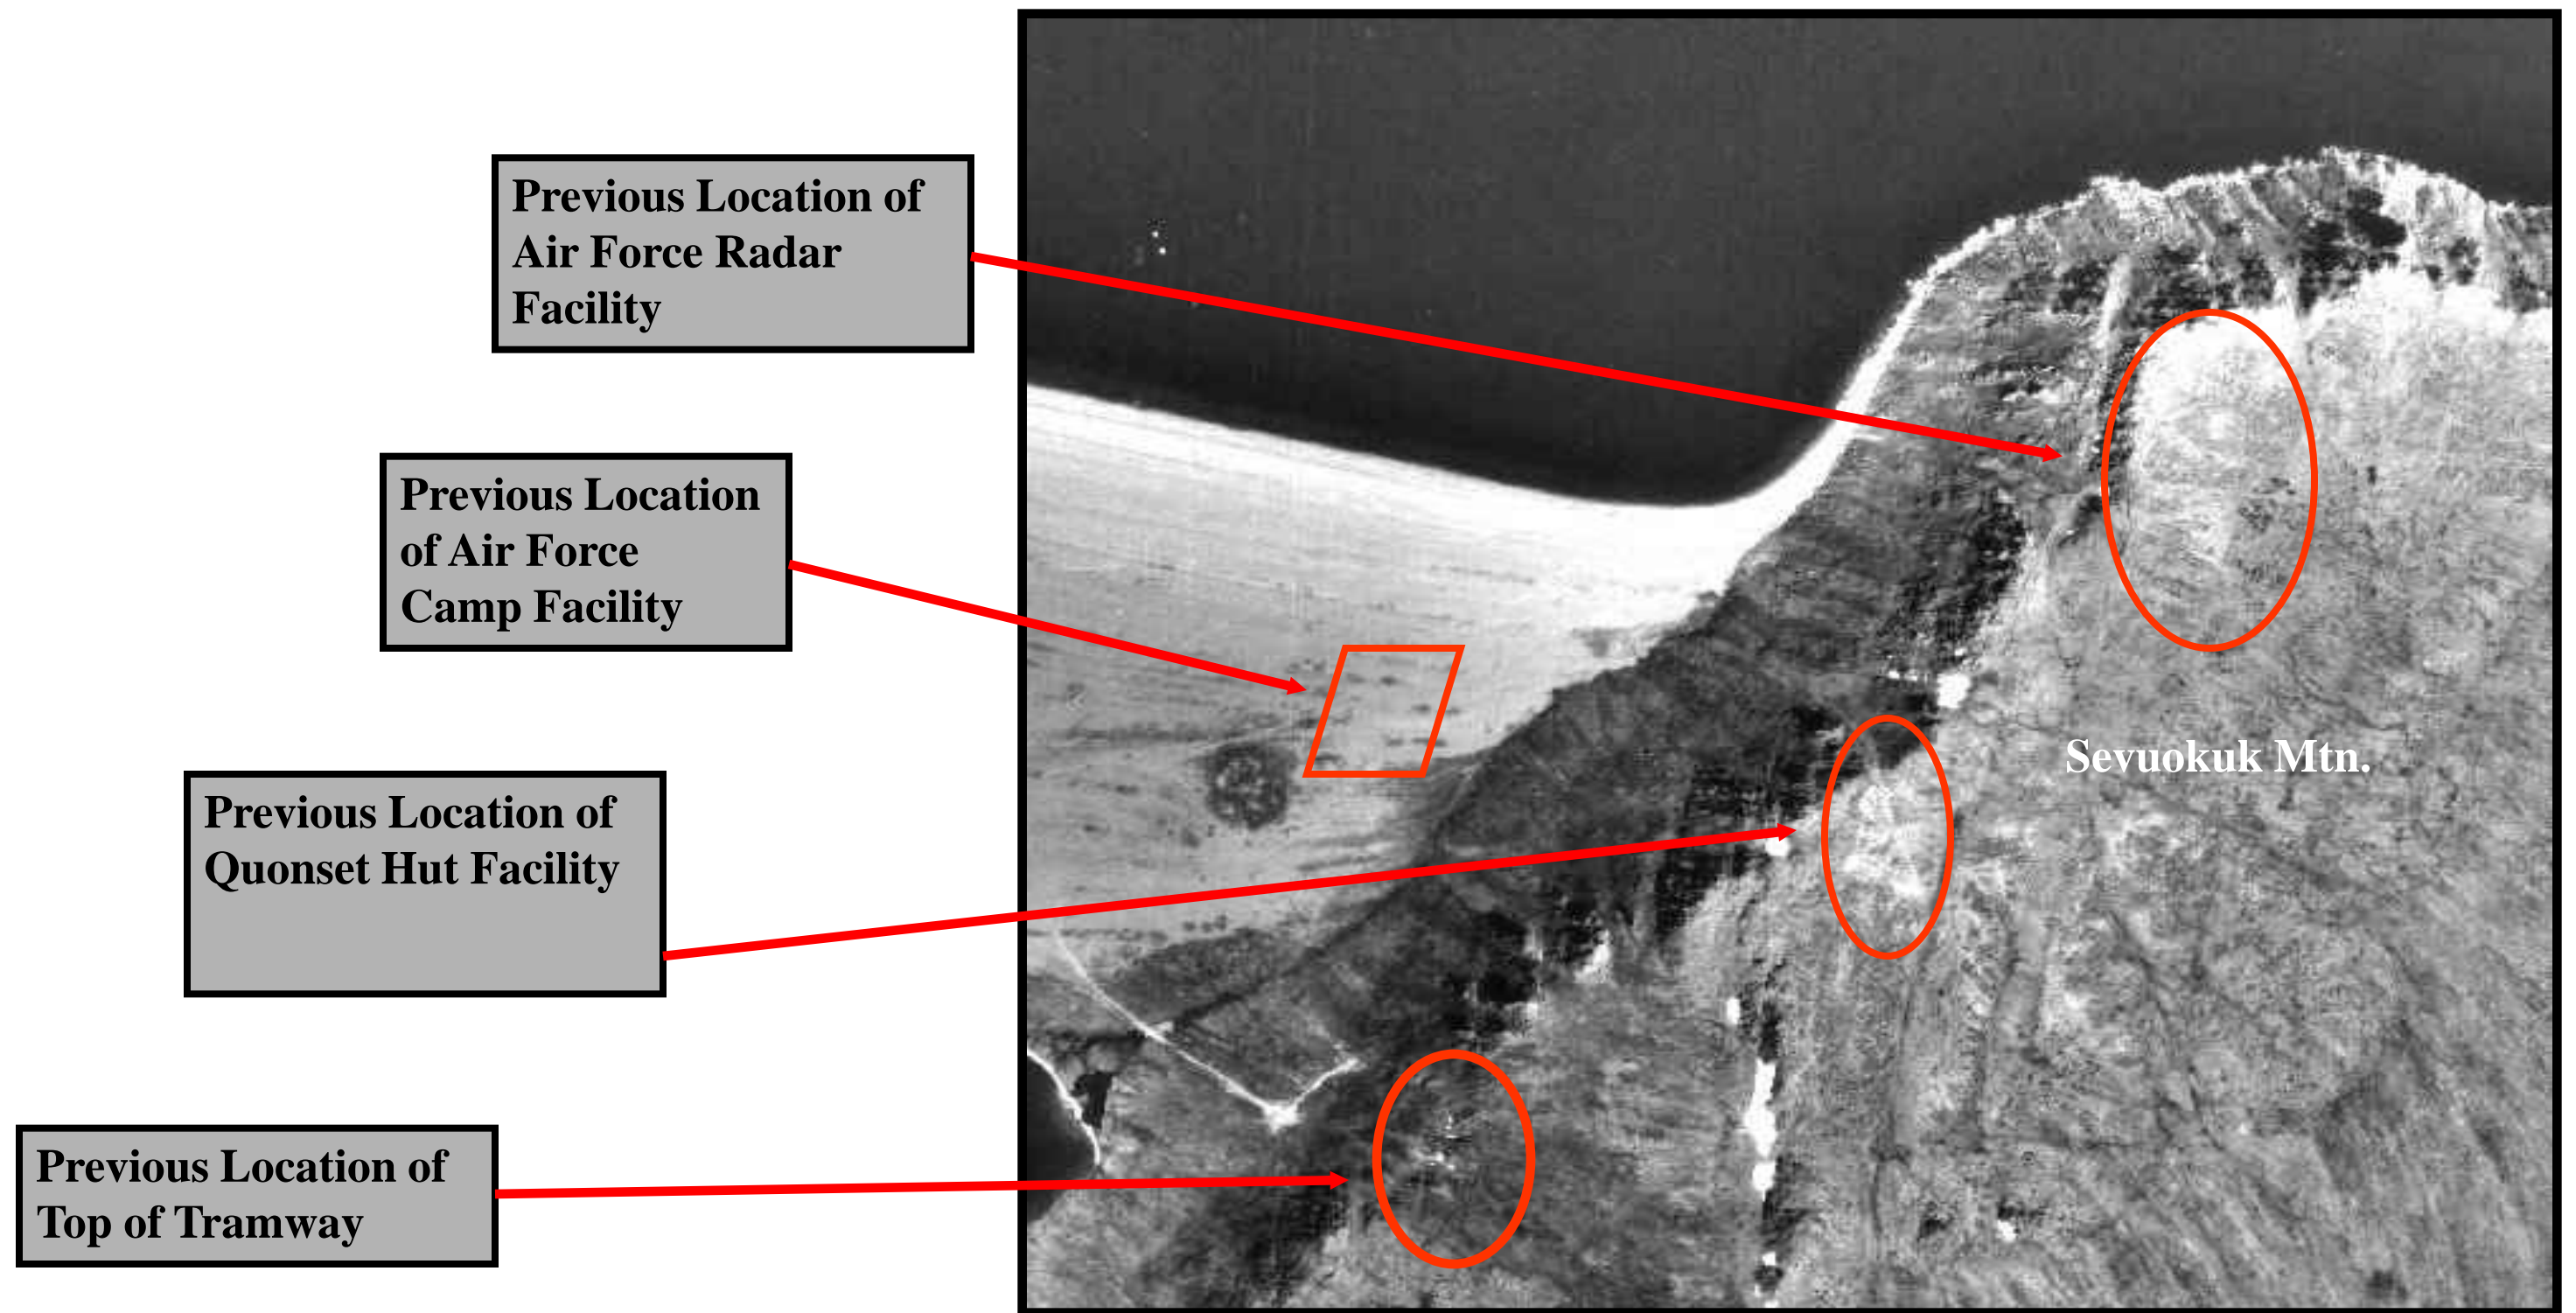 Previous Location of
Air Force Radar
Facility
Previous Location
of Air Force
Camp Facility
Previous Location of
Quonset Hut Facility
Previous Location of
Top of Tramway
Sevuokuk Mtn.